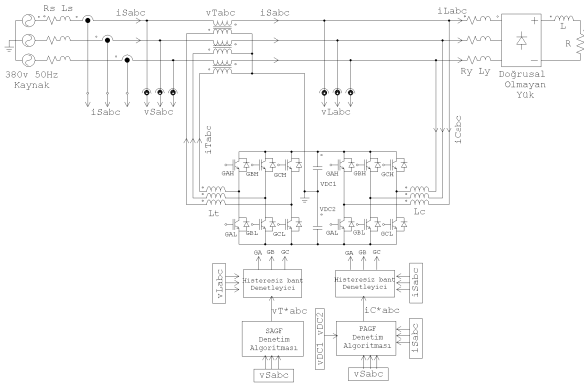 Rs Ls
iSabc
vTabc
iSabc
iLabc
L
R
380v 50Hz
Kaynak
iSabc
vSabc
iTabc
vLabc
Ry Ly
Doğrusal
Olmayan
Yük
iCabc
GAH
GBH
GCH
VDC1
GAH
GBH
GCH
Lt
VDC2
Lc
GAL
GBL
GCL
GAL
GBL
GCL
GA GB GC
GA GB GC
vLabc
Histeresiz bant
Denetleyici
Histeresiz bant
Denetleyici
iSabc
vT*abc
iC*abc
SAGF
Denetim
Algoritması
vDC1 vDC2
PAGF
Denetim
Algoritması
iSabc
vSabc
vSabc